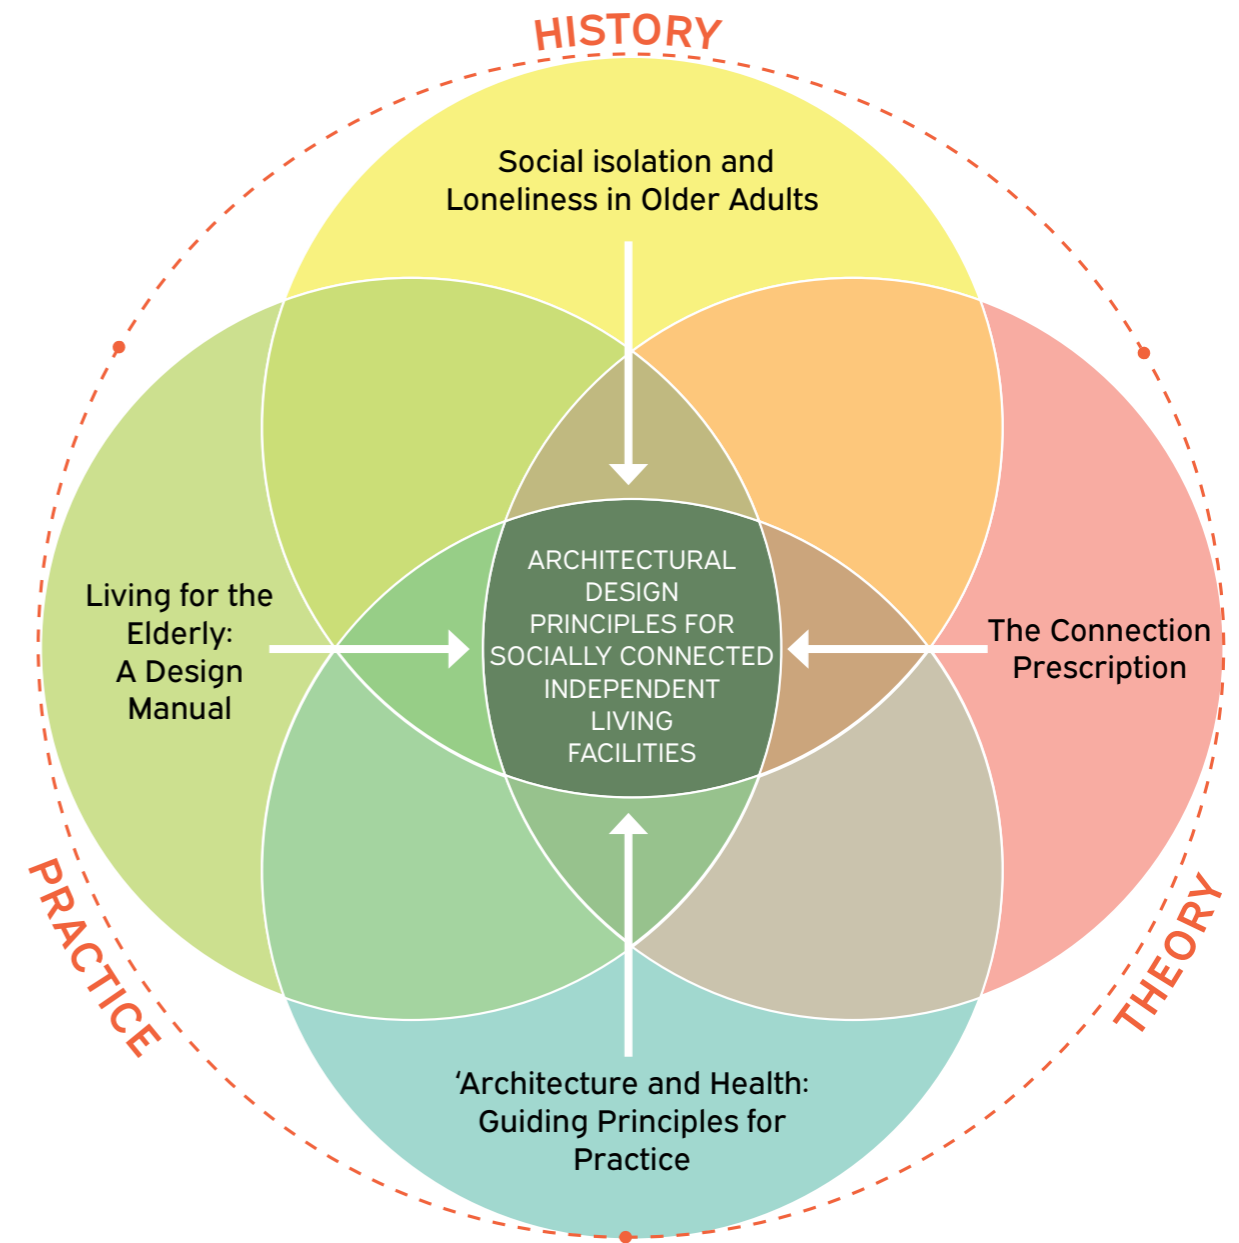 HISTORY
Social isolation and
Loneliness in Older Adults
Living for the
Elderly:
A Design
Manual
ARCHITECTURAL
DESIGN
PRINCIPLES FOR
SOCIALLY CONNECTED
INDEPENDENT
LIVING
FACILITIES
The Connection
Prescription
PRACTICE
THEORY
‘Architecture and Health:
Guiding Principles for
Practice